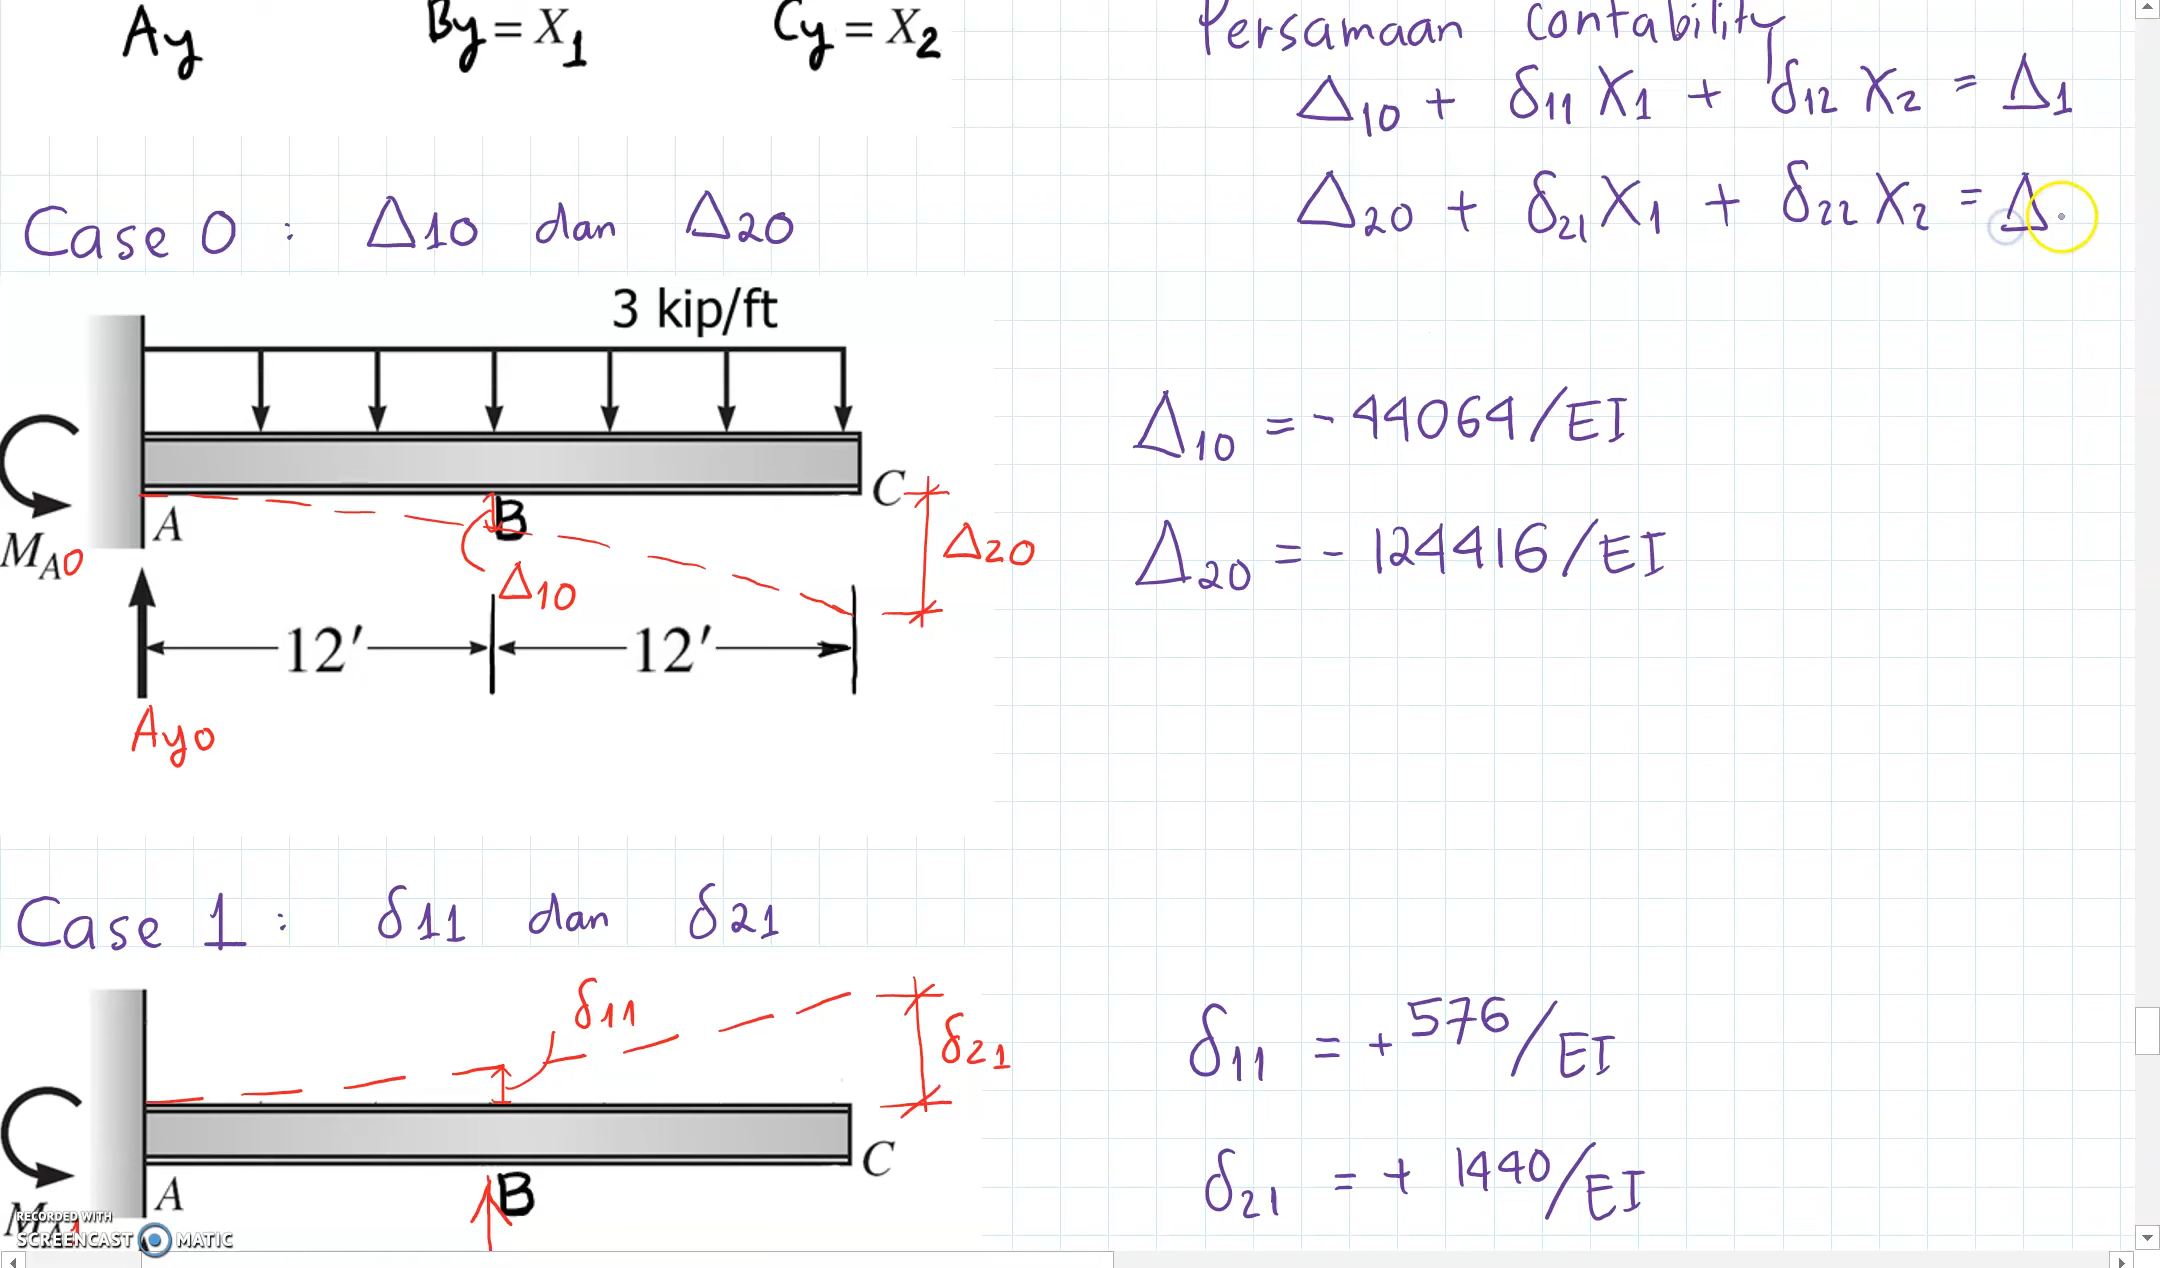 Ay By = X1 Cy = X2
Persamaan Contability
Δ10 + δ11 X1 + δ12 X2 = Δ1
Δ20 + δ21 X1 + δ22 X2 = Δ
Case 0 : Δ10 dan Δ20
3 kip/ft
MA0
A
B
C
Δ10
Δ20
12′ 12′
Ay0
Δ10 = - 44064/EI
Δ20 = - 124416/EI
Case 1 : δ11 dan δ21
δ11
δ21
A
B
C
MA1
δ11 = + 576/EI
δ21 = + 1440/EI
RECORDED WITH
SCREENCAST MATIC